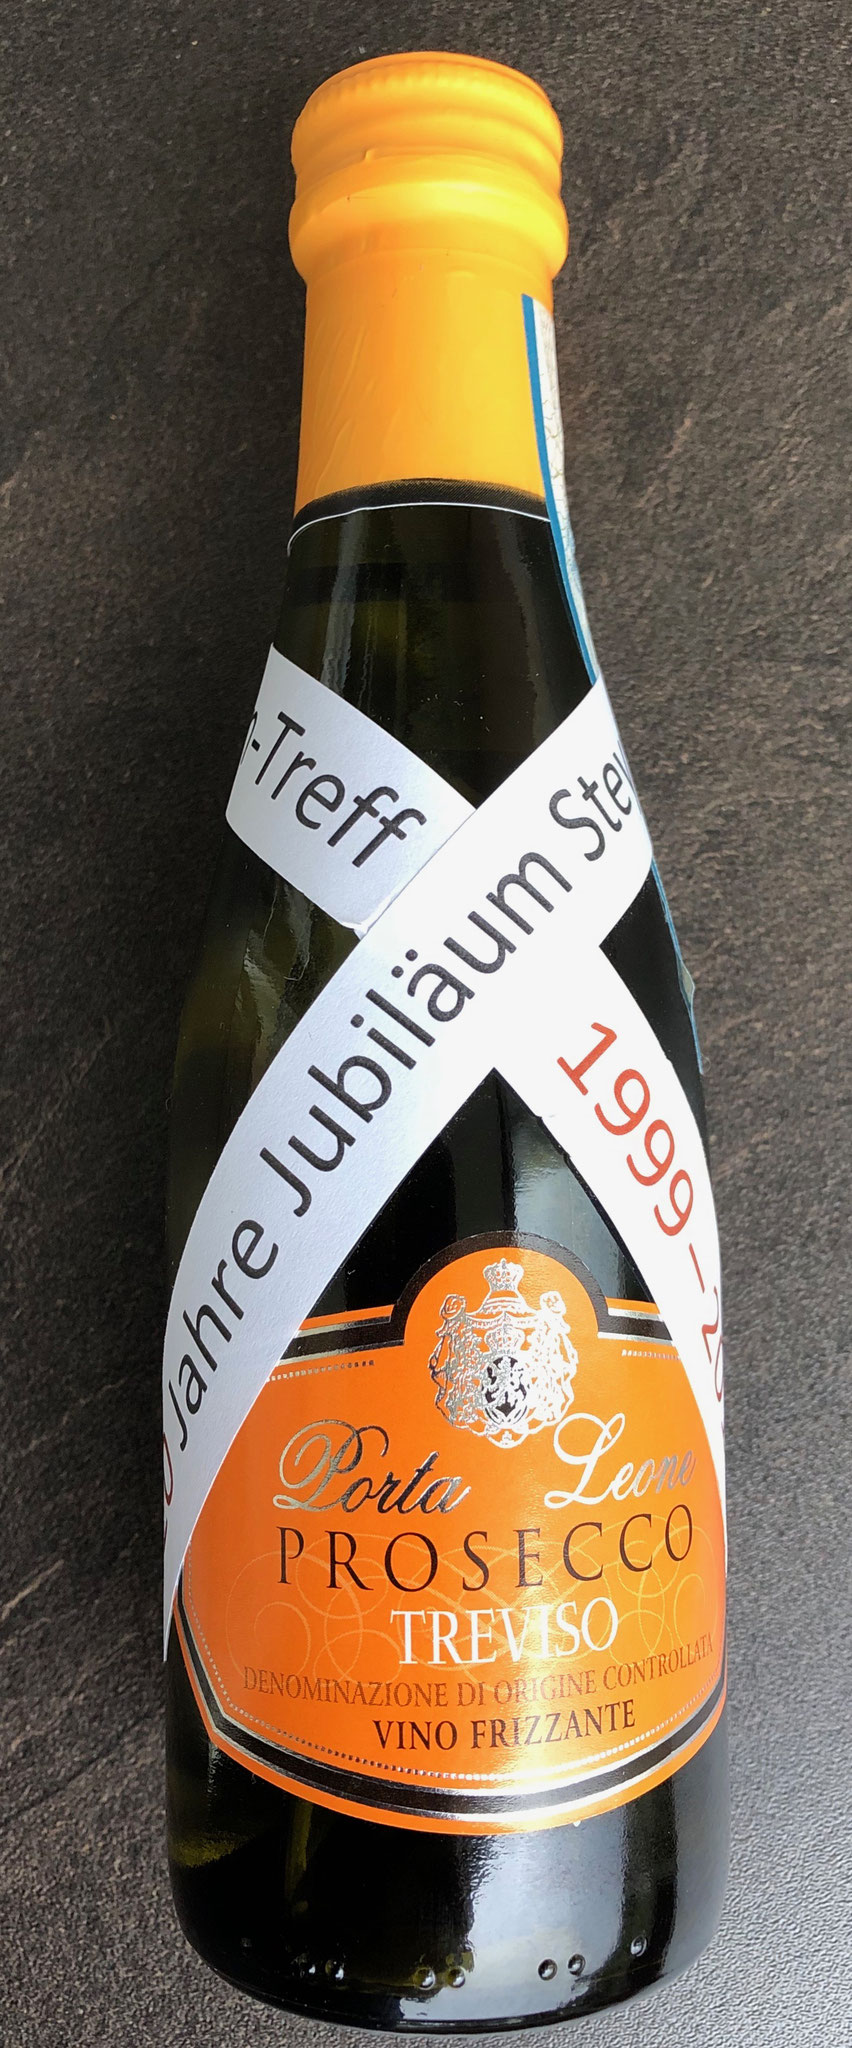 -Treff
Jahre Jubiläum
1999-
Porta Leone
PROSECCO
TREVISO
DENOMINAZIONE DI ORIGINE CONTROLLATA
VINO FRIZZANTE